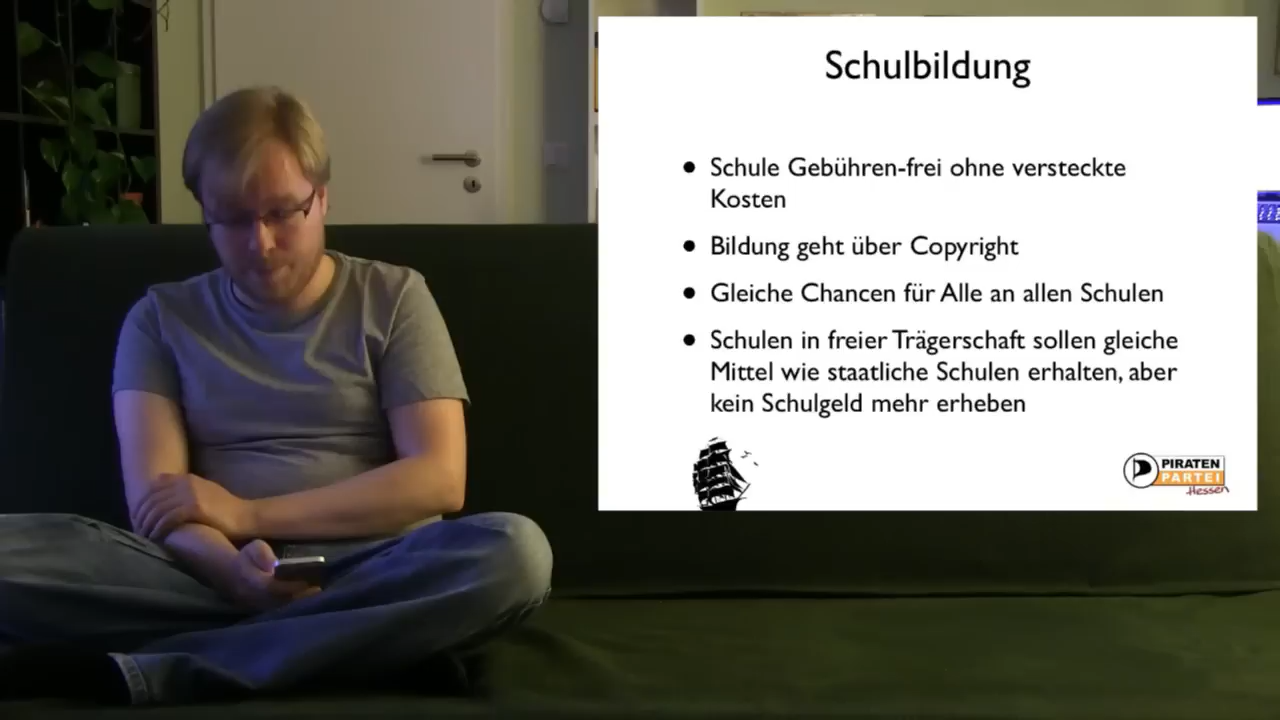 Schulbildung
• Schule Gebühren-frei ohne versteckte
Kosten
• Bildung geht über Copyright
• Gleiche Chancen für Alle an allen Schulen
• Schulen in freier Trägerschaft sollen gleiche
Mittel wie staatliche Schulen erhalten, aber
kein Schulgeld mehr erheben
PIRATEN
PARTEI
Hessen